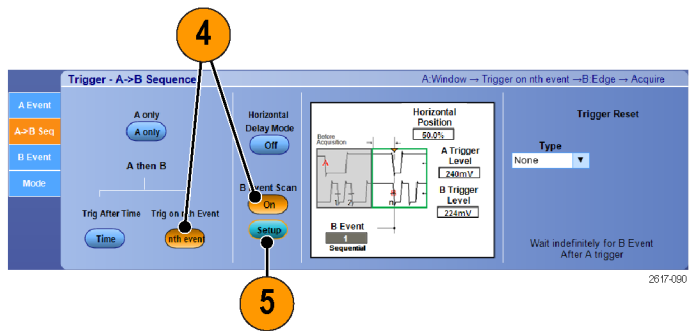 4
Trigger - A->B Sequence
A:Window → Trigger on nth event →B:Edge → Acquire
A Event
A->B Seq
B Event
Mode
A only
A only
A then B
Trig After Time
Trig on nth Event
Time
nth event
Horizontal
Delay Mode
Off
B Event Scan
On
Setup
Before
Acquisition
A
1
2
n
B Event
1
Sequential
Horizontal
Position
50.0%
A Trigger
Level
240mV
B Trigger
Level
224mV
Trigger Reset
Type
None
Wait indefinitely for B Event
After A trigger
2617-090
5